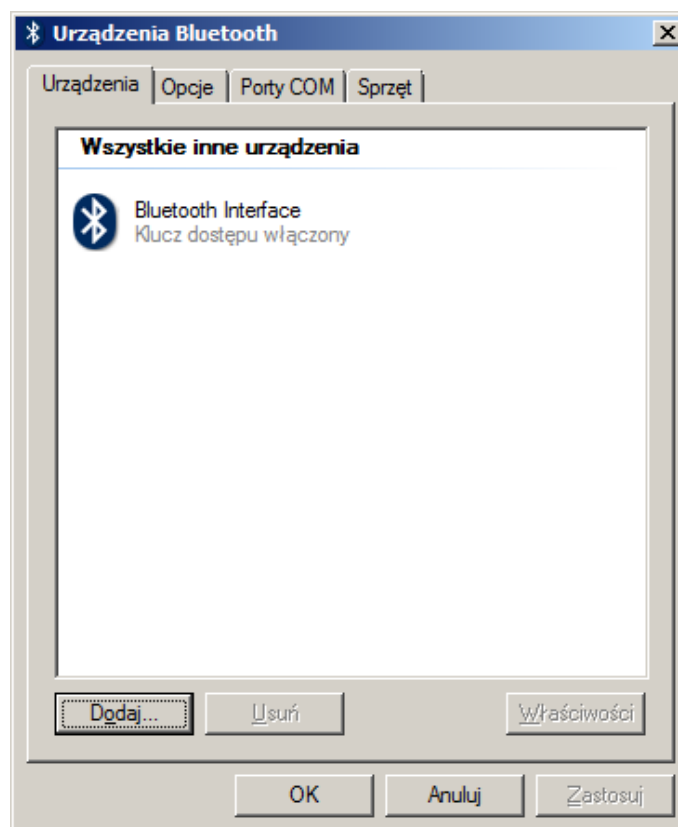 Urządzenia Bluetooth
Urządzenia Opcje Porty COM Sprzęt
Wszystkie inne urządzenia
Bluetooth Interface
Klucz dostępu włączony
Dodaj... Usuń Właściwości
OK Anuluj Zastosuj